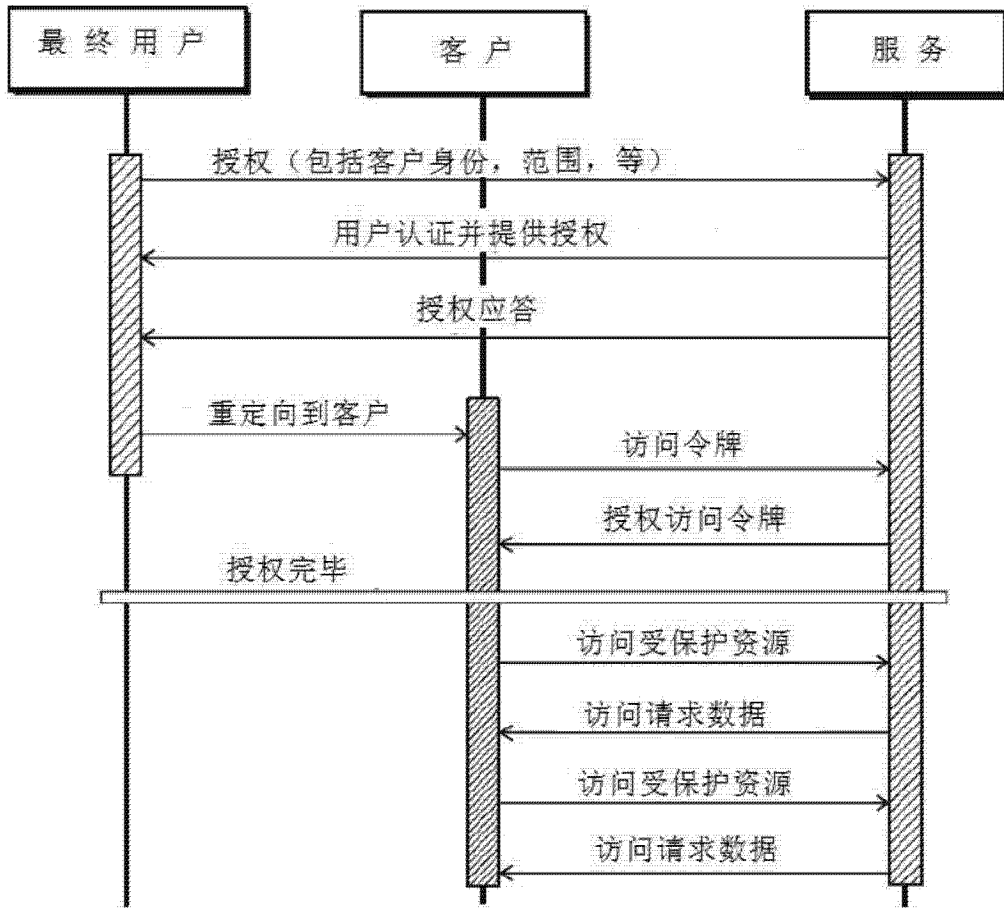 最终用户
客户
服务
授权（包括客户身份，范围，等）
用户认证并提供授权
授权应答
重定向到客户
访问令牌
授权访问令牌
授权完毕
访问受保护资源
访问请求数据
访问受保护资源
访问请求数据